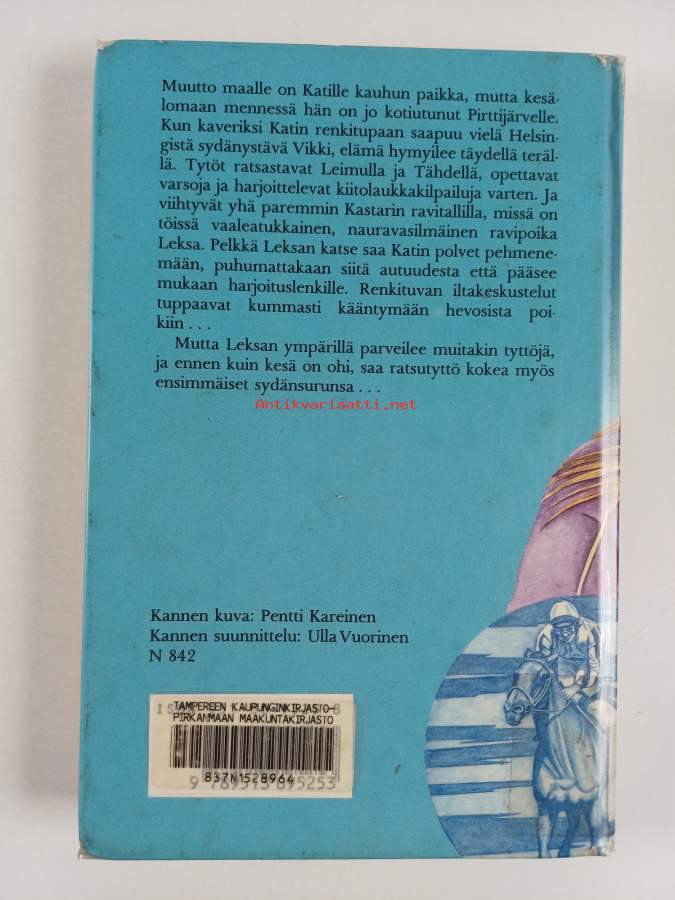 Muutto maalle on Katille kauhun paikka, mutta kesä-
lomaan mennessä hän on jo kotiutunut Pirttijärvelle.
Kun kaveriksi Katin renkitupaan saapuu vielä Helsin-
gistä sydänystävä Vikki, elämä hymyilee täydellä teräl-
lä. Tytöt ratsastavat Leimulla ja Tähdellä, opettavat
varsoja ja harjoittelevat kiitolaukkakilpailuja varten. Ja
viihtyvät yhä paremmin Kastarin ravitallilla, missä on
töissä vaaleatukkainen, nauravasilmäinen ravipoika
Leksa. Pelkkä Leksan katse saa Katin polvet pehmene-
mään, puhumattakaan siitä autuudesta että pääsee
mukaan harjoituslenkille. Renkituvan iltakeskustelut
tuppaavat kummasti kääntymään hevosista poi-
kiin . . .
Mutta Leksan ympärillä parveilee muitakin tyttöjä,
ja ennen kuin kesä on ohi, saa ratsutyttö kokea myös
ensimmäiset sydänsurunsa . . .
Antikvariaatti.net
Kannen kuva: Pentti Kareinen
Kannen suunnittelu: Ulla Vuorinen
N 842
TAMPEREEN KAUPUNGINKIRJASTO-
PIRKANMAAN MAAKUNTAKIRJASTO
837N1528964